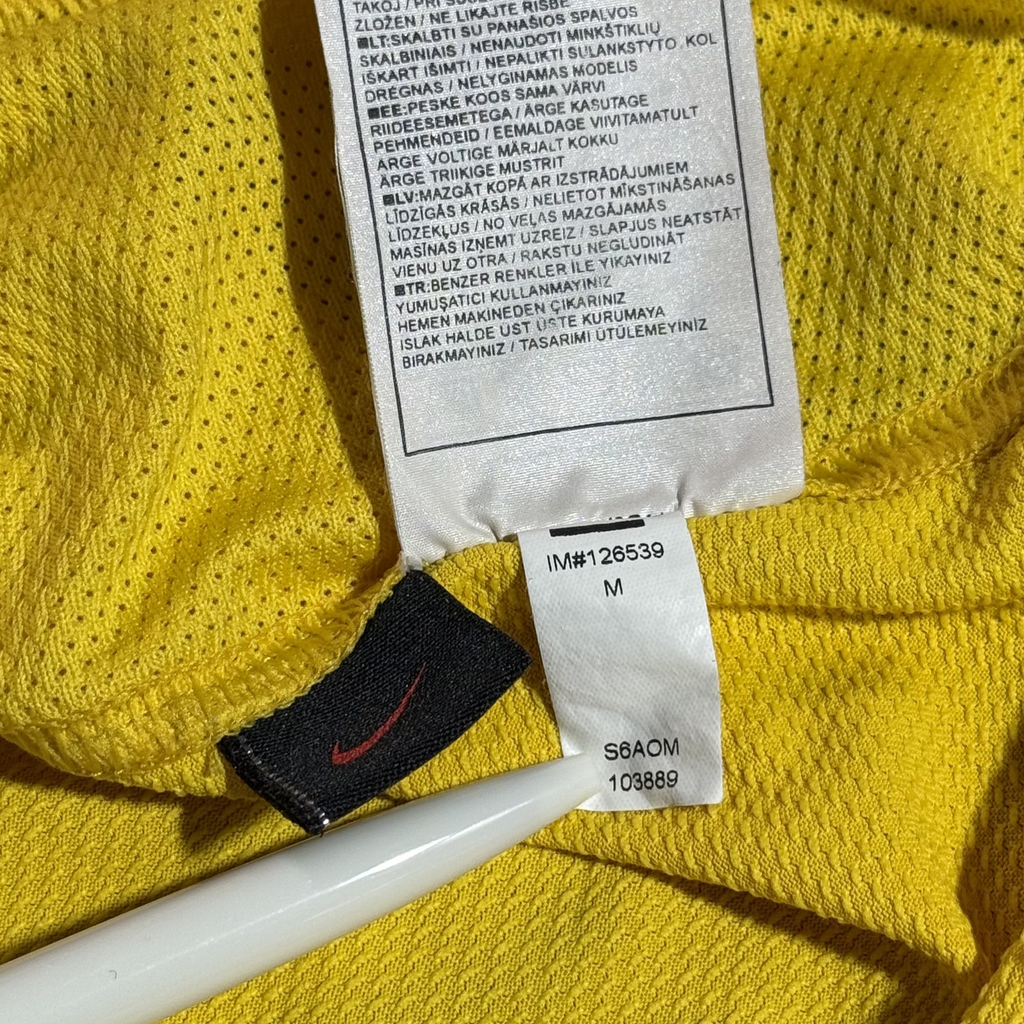 TAKOJ / PRI SUŠ
ZLOŽEN / NE LIKAJTE RISBE
■LT:SKALBTI SU PANAŠIOS SPALVOS
SKALBINIAIS / NENAUDOTI MINKŠTIKLIŲ
IŠKART IŠIMTI / NEPALIKTI SULANKSTYTO KOL
DRĖGNAS / NELYGINAMAS MODELIS
■EE:PESKE KOOS SAMA VÄRVI
RIIDEESEMETEGA / ÄRGE KASUTAGE
PEHMENDEID / EEMALDAGE VIIVITAMATULT
ARGE VOLTIGE MÄRJALT KOKKU
ÄRGE TRIIKIGE MUSTRIT
■LV:MAZGĀT KOPĀ AR IZSTRĀDĀJUMIEM
LĪDZĪGĀS KRĀSĀS / NELIETOT MĪKSTINĀŠANAS
LĪDZEKĻUS / NO VEĻAS MAZGĀJAMĀS
MAŠĪNAS IZŅEMT UZREIZ / SLAPJUS NEATSTĀT
VIENU UZ OTRA / RAKSTU NEGLUDINĀT
■TR:BENZER RENKLER İLE YIKAYINIZ
YUMUŞATICI KULLANMAYINIZ
HEMEN MAKİNEDEN ÇIKARINIZ
ISLAK HALDE ÜST ÜSTE KURUMAYA
BIRAKMAYINIZ / TASARIMI ÜTÜLEMEYİNİZ
IM#126539
M
S6AOM
103889